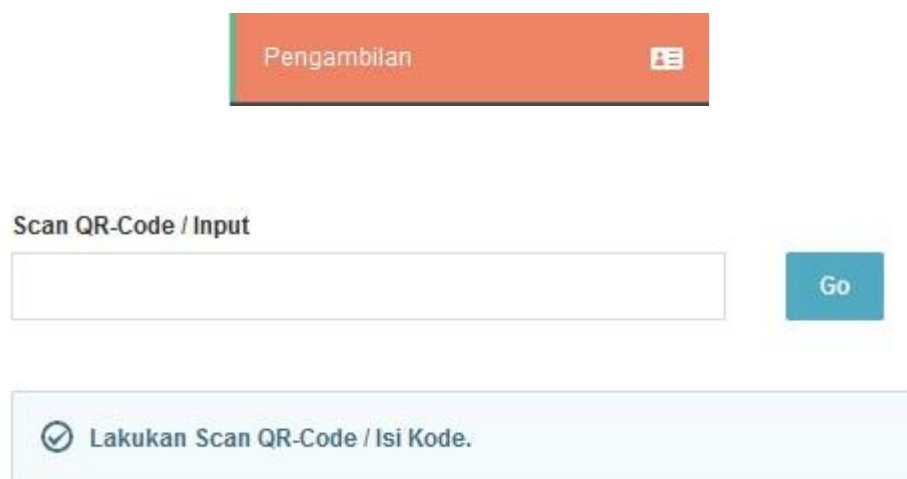 Pengambilan
Scan QR-Code / Input
Go
Lakukan Scan QR-Code / Isi Kode.